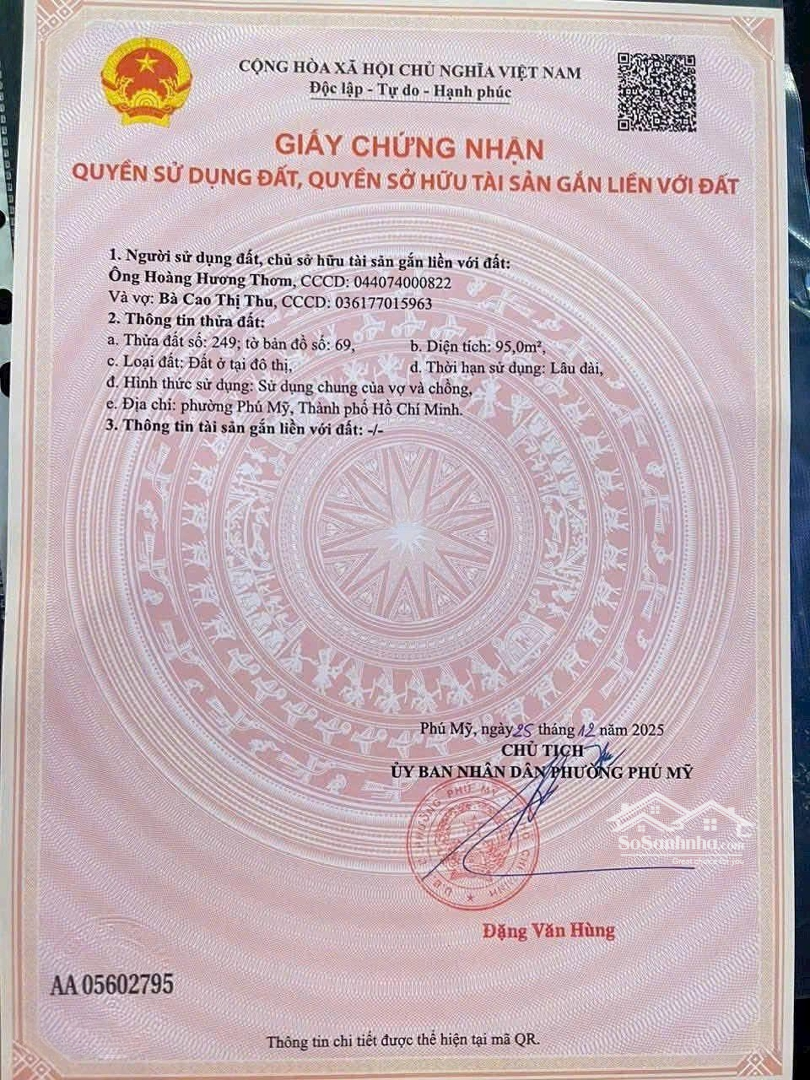 CỘNG HÒA XÃ HỘI CHỦ NGHĨA VIỆT NAM
Độc lập - Tự do - Hạnh phúc
GIẤY CHỨNG NHẬN
QUYỀN SỬ DỤNG ĐẤT, QUYỀN SỞ HỮU TÀI SẢN GẮN LIỀN VỚI ĐẤT
1. Người sử dụng đất, chủ sở hữu tài sản gắn liền với đất:
Ông Hoàng Hương Thơm, CCCD: 044074000822
Và vợ: Bà Cao Thị Thu, CCCD: 036177015963
2. Thông tin thửa đất:
a. Thửa đất số: 249; tờ bản đồ số: 69, b. Diện tích: 95,0m²,
c. Loại đất: Đất ở tại đô thị, d. Thời hạn sử dụng: Lâu dài,
đ. Hình thức sử dụng: Sử dụng chung của vợ và chồng,
e. Địa chỉ: phường Phú Mỹ, Thành phố Hồ Chí Minh.
3. Thông tin tài sản gắn liền với đất: -/-
Phú Mỹ, ngày 25 tháng 12 năm 2025
CHỦ TỊCH
ỦY BAN NHÂN DÂN PHƯỜNG PHÚ MỸ
SoSanhnha.com
Great choice for you
Đặng Văn Hùng
AA 05602795
Thông tin chi tiết được thể hiện tại mã QR.